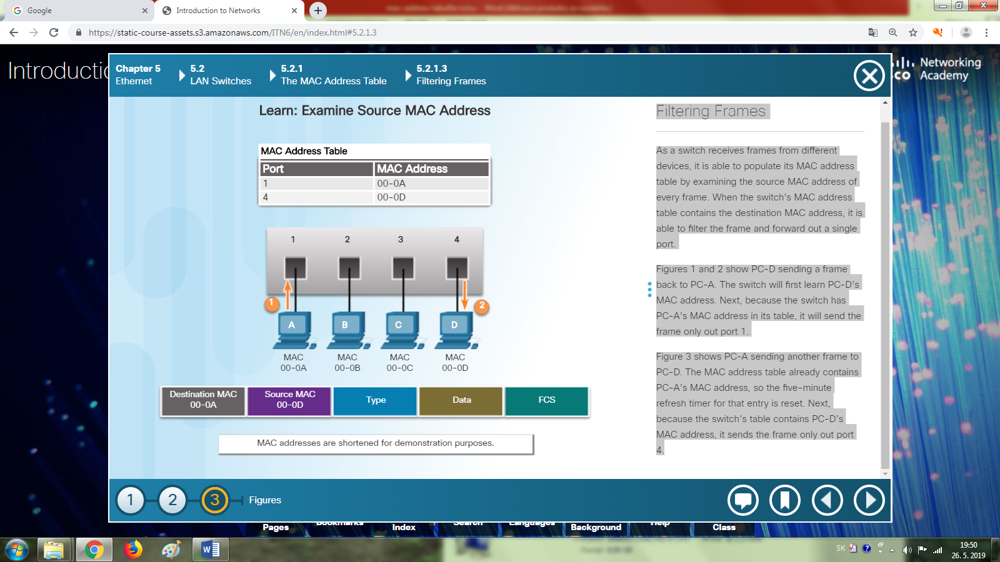 Google
Introduction to Networks
https://static-course-assets.s3.amazonaws.com/ITN6/en/index.html#5.2.1.3
Introductio
Networking
CO Academy
Chapter 5
Ethernet
5.2
LAN Switches
5.2.1
The MAC Address Table
5.2.1.3
Filtering Frames
Learn: Examine Source MAC Address
MAC Address Table
Port MAC Address
1 00-0A
4 00-0D
1 2 3 4
1
2
A B C D
MAC MAC MAC MAC
00-0A 00-0B 00-0C 00-0D
Destination MAC
00-0A
Source MAC
00-0D
Type
Data
FCS
MAC addresses are shortened for demonstration purposes.
Filtering Frames
As a switch receives frames from different
devices, it is able to populate its MAC address
table by examining the source MAC address of
every frame. When the switch's MAC address
table contains the destination MAC address, it is
able to filter the frame and forward out a single
port.
Figures 1 and 2 show PC-D sending a frame
back to PC-A. The switch will first learn PC-D's
MAC address. Next, because the switch has
PC-A's MAC address in its table, it will send the
frame only out port 1.
Figure 3 shows PC-A sending another frame to
PC-D. The MAC address table already contains
PC-A's MAC address, so the five-minute
refresh timer for that entry is reset. Next,
because the switch's table contains PC-D's
MAC address, it sends the frame only out port
4.
1 2 3 Figures
Pages
Bookmarks
Index
Search
Languages
Background
Help
Class
SK
19:50
26. 5. 2019